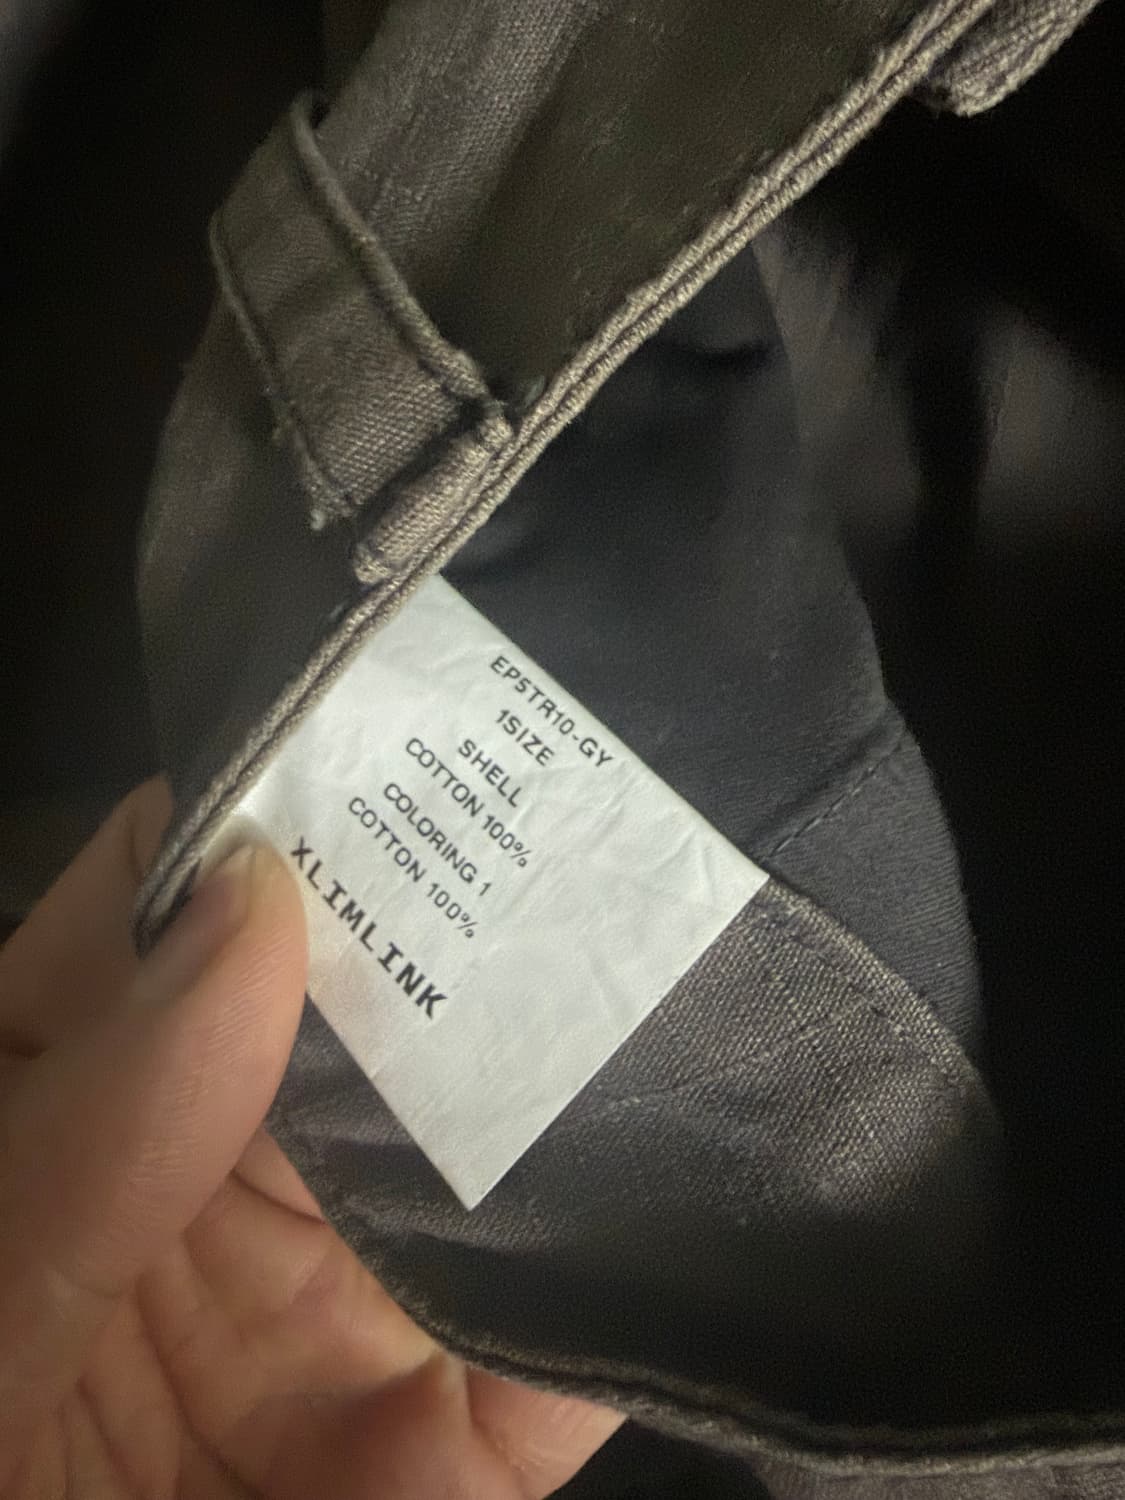 EPSTR10-GY
1SIZE
SHELL
COTTON 100%
COLORING 1
COTTON 100%
XLIMLINK